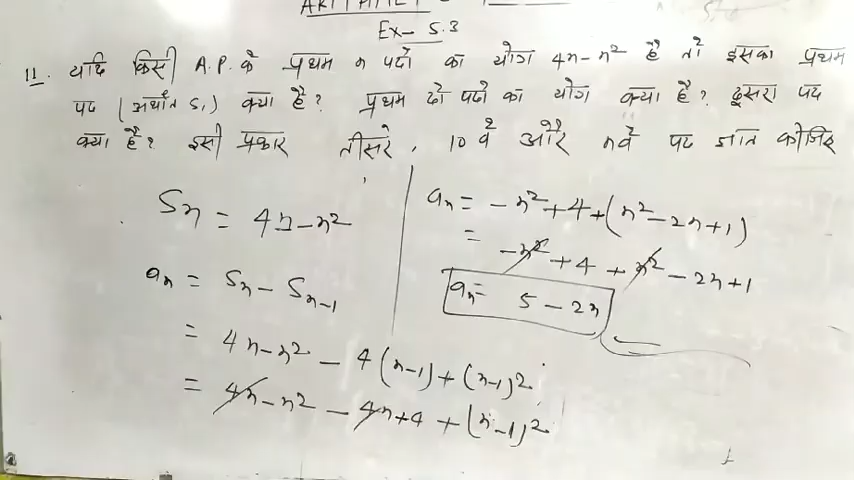 Ex- 5.3
11. यदि किसी A.P. के प्रथम n पदों का योग 4n-n² है तो इसका प्रथम
पद (अर्थात S₁) क्या है? प्रथम दो पदों का योग क्या है? दूसरा पद
क्या है? इसी प्रकार तीसरे, 10 वें और nवें पद ज्ञात कीजिए
Sn = 4n-n²
an = Sn - Sn-1
= 4n-n² - 4(n-1)+(n-1)²
= 4n-n² - 4n+4 +(n-1)²
an = -n²+4+(n²-2n+1)
= -n²+4+n²-2n+1
an= 5-2n